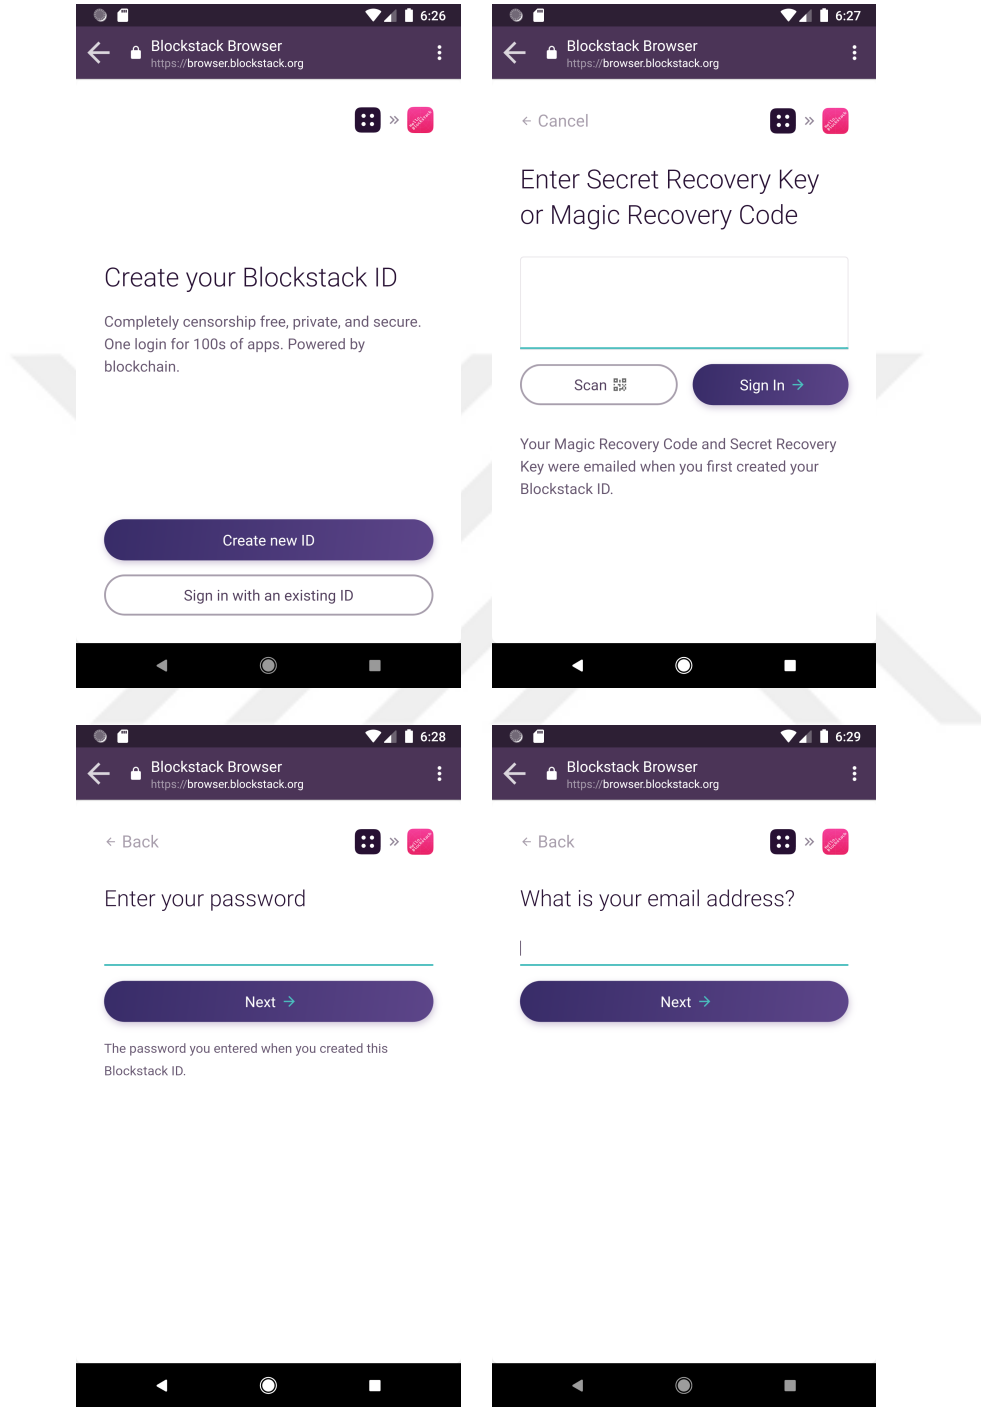 6:26
Blockstack Browser
https://browser.blockstack.org
»
Create your Blockstack ID
Completely censorship free, private, and secure.
One login for 100s of apps. Powered by
blockchain.
Create new ID
Sign in with an existing ID
6:27
Blockstack Browser
https://browser.blockstack.org
← Cancel
»
Enter Secret Recovery Key
or Magic Recovery Code
Scan
Sign In →
Your Magic Recovery Code and Secret Recovery
Key were emailed when you first created your
Blockstack ID.
6:28
Blockstack Browser
https://browser.blockstack.org
← Back
»
Enter your password
Next →
The password you entered when you created this
Blockstack ID.
6:29
Blockstack Browser
https://browser.blockstack.org
← Back
»
What is your email address?
Next →